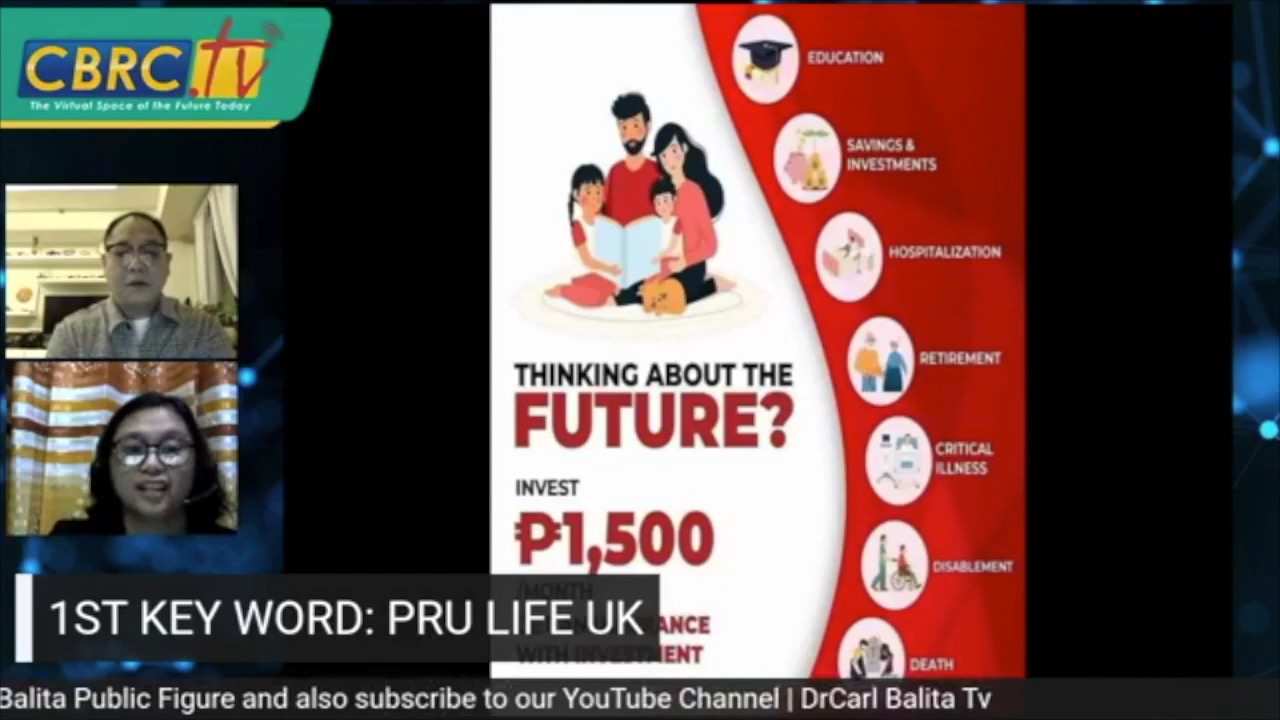 CBRC.tv
The Virtual Space of the Future Today
EDUCATION
SAVINGS &
INVESTMENTS
HOSPITALIZATION
RETIREMENT
CRITICAL
ILLNESS
DISABLEMENT
DEATH
THINKING ABOUT THE
FUTURE?
INVEST
₱1,500
/MONTH
WITH INVESTMENT
1ST KEY WORD: PRU LIFE UK
Balita Public Figure and also subscribe to our YouTube Channel | DrCarl Balita Tv